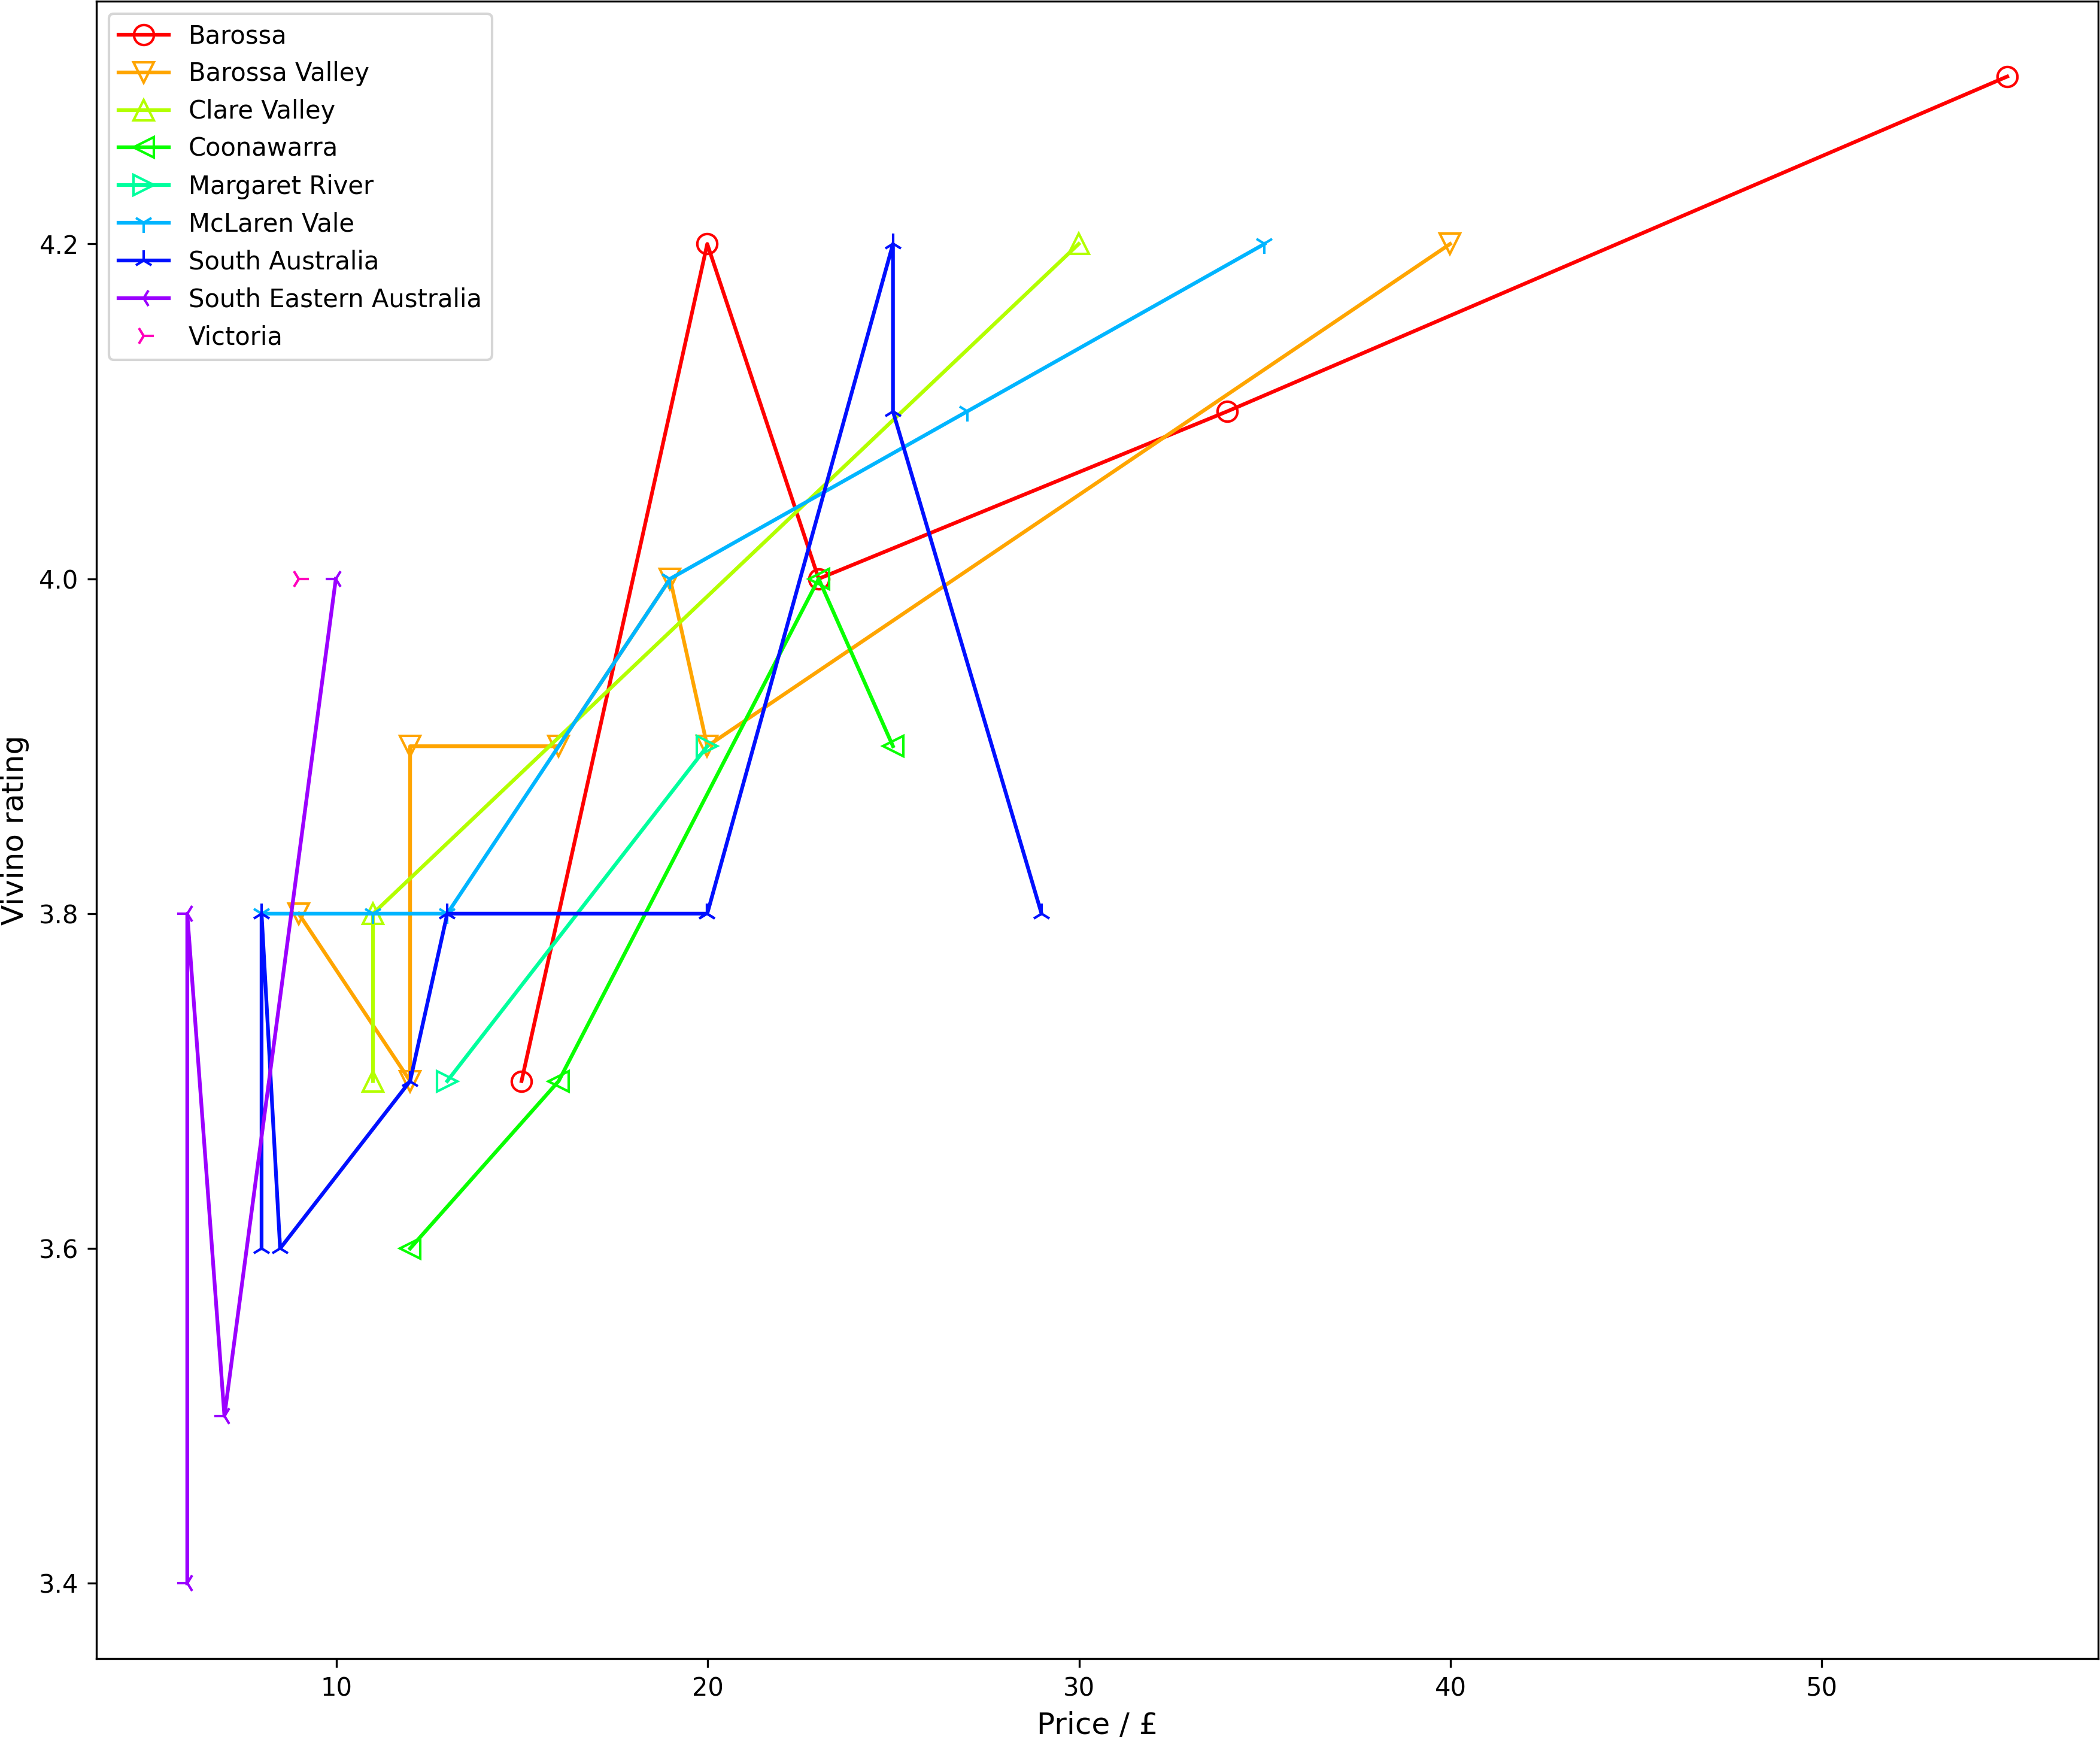 Barossa
Barossa Valley
Clare Valley
Coonawarra
Margaret River
McLaren Vale
South Australia
South Eastern Australia
Victoria
4.2
4.0
3.8
3.6
3.4
Vivino rating
10 20 30 40 50
Price / £